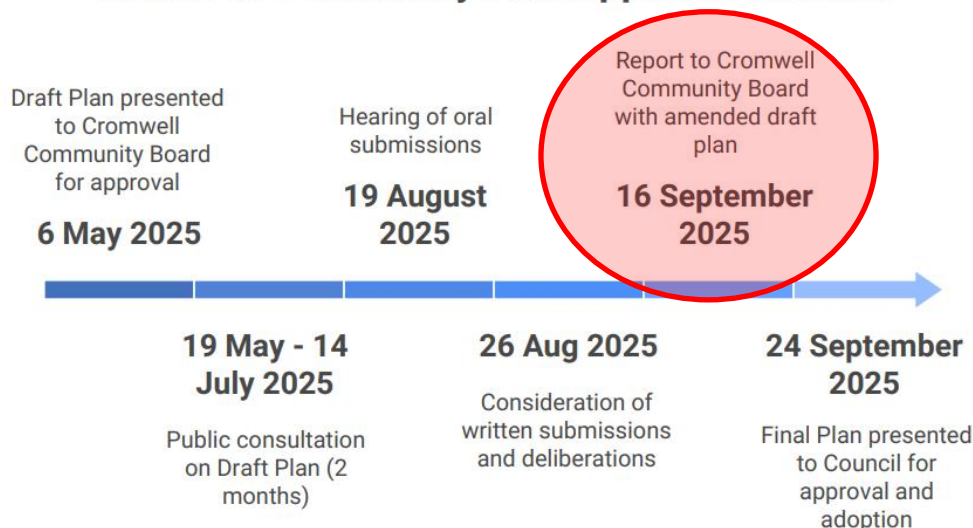 Draft Plan presented
to Cromwell
Community Board
for approval
6 May 2025
19 May - 14
July 2025
Public consultation
on Draft Plan (2
months)
Hearing of oral
submissions
19 August
2025
26 Aug 2025
Consideration of
written submissions
and deliberations
Report to Cromwell
Community Board
with amended draft
plan
16 September
2025
24 September
2025
Final Plan presented
to Council for
approval and
adoption